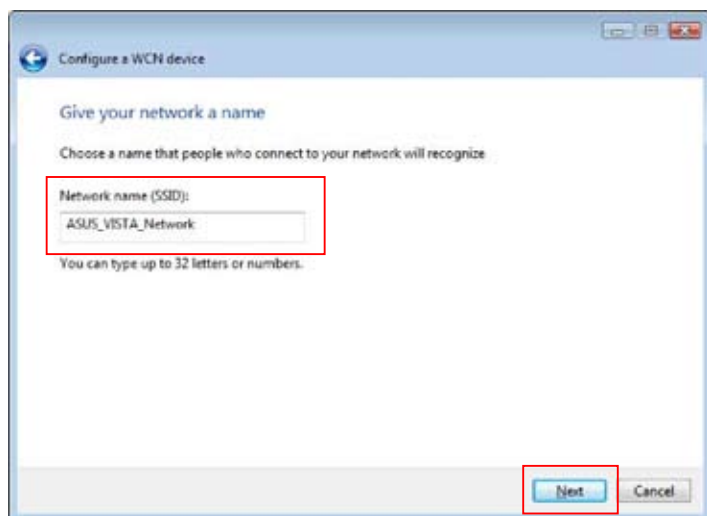 Configure a WCN device
Give your network a name
Choose a name that people who connect to your network will recognize
Network name (SSID):
ASUS_VISTA_Network
You can type up to 32 letters or numbers.
Next
Cancel